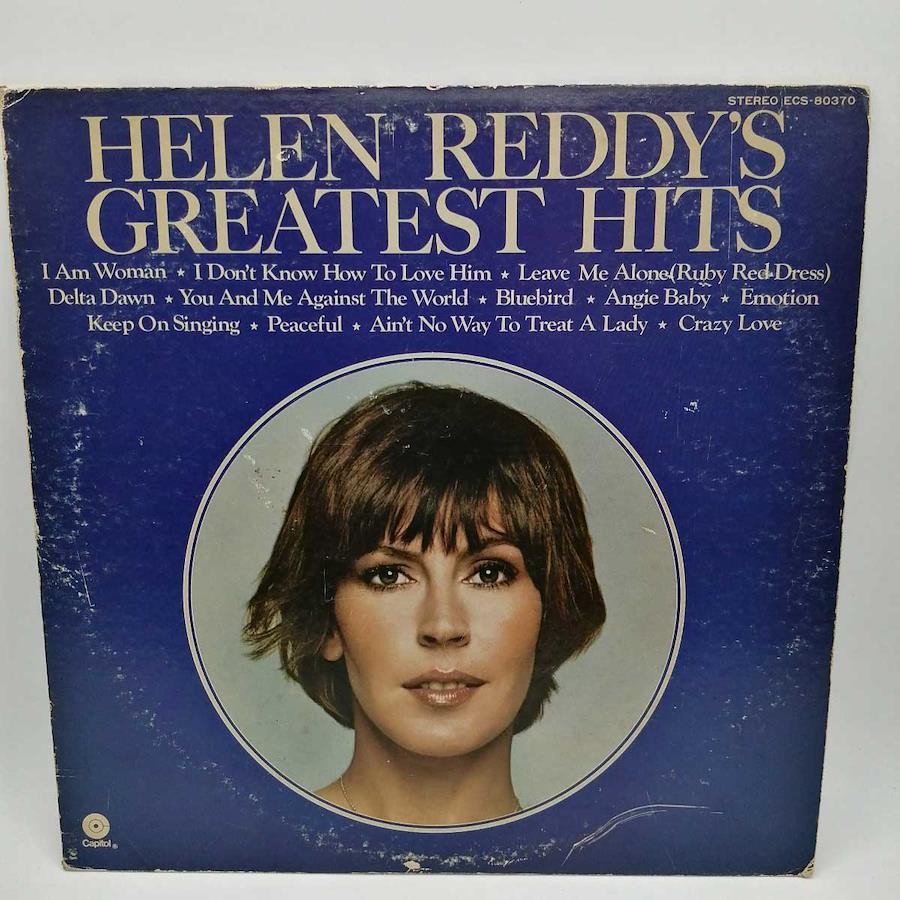 STEREO ECS-80370
HELEN REDDY'S
GREATEST HITS
I Am Woman ★ I Don't Know How To Love Him ★ Leave Me Alone(Ruby Red Dress)
Delta Dawn ★ You And Me Against The World ★ Bluebird ★ Angie Baby ★ Emotion
Keep On Singing ★ Peaceful ★ Ain't No Way To Treat A Lady ★ Crazy Love
Capitol ®